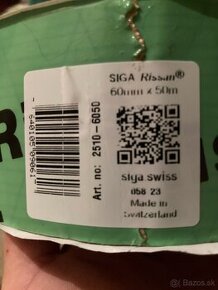 SIGA Rissan®
60mm x 50m
Art. no: 2510-6050
siga swiss
058 23
Made in
Switzerland
Bazos.sk